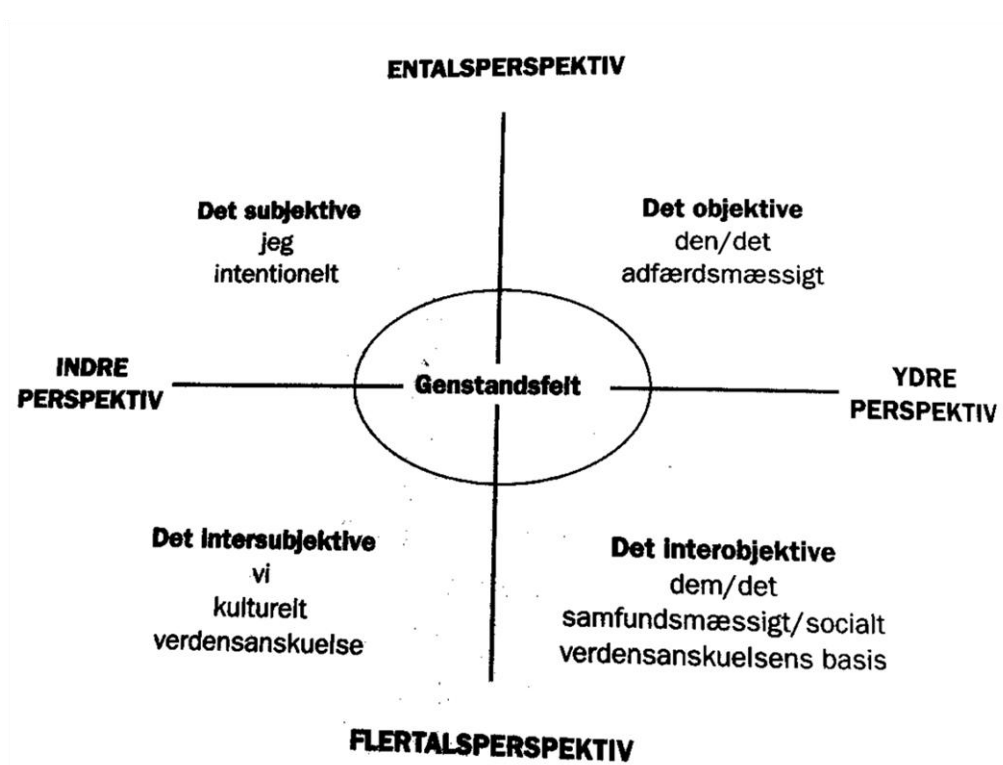 ENTALSPERSPEKTIV
Det subjektive
jeg
intentionelt
Det objektive
den/det
adfærdsmæssigt
INDRE
PERSPEKTIV
Genstandsfelt
YDRE
PERSPEKTIV
Det intersubjektive
vi
kulturelt
verdensanskuelse
Det interobjektive
dem/det
samfundsmæssigt/socialt
verdensanskuelsens basis
FLERTALSPERSPEKTIV